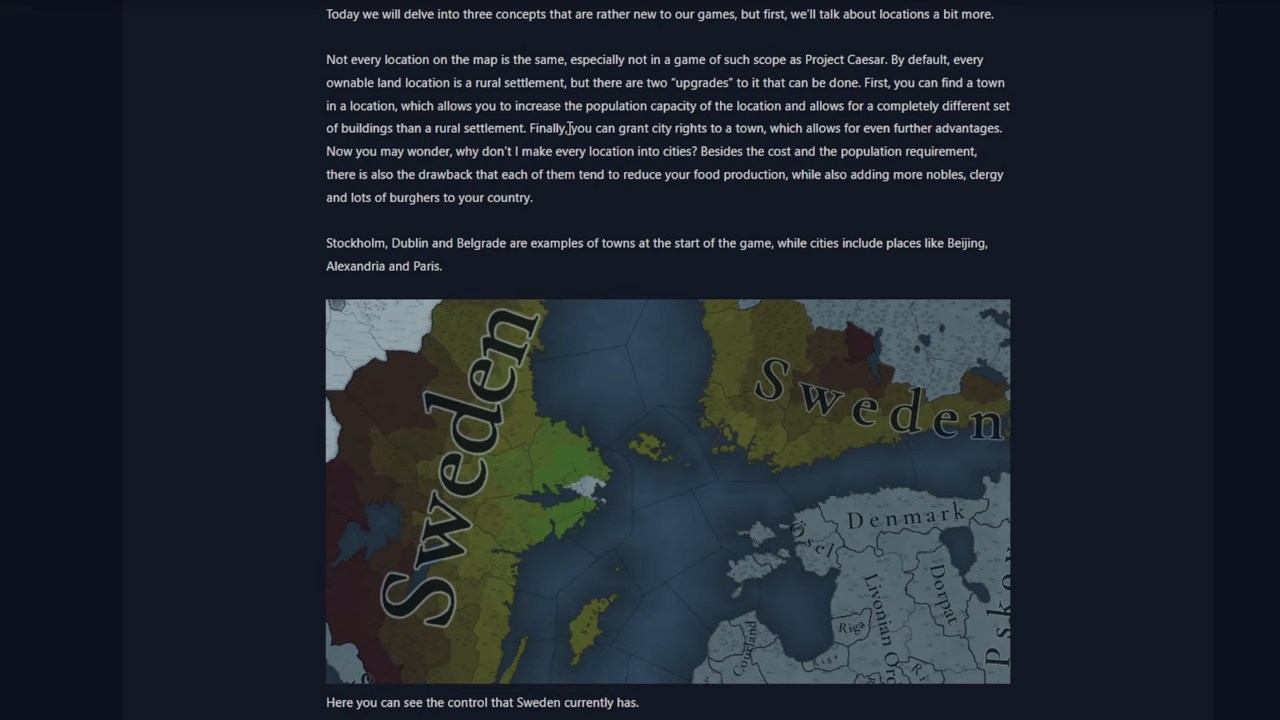 Today we will delve into three concepts that are rather new to our games, but first, we'll talk about locations a bit more.
Not every location on the map is the same, especially not in a game of such scope as Project Caesar. By default, every
ownable land location is a rural settlement, but there are two “upgrades” to it that can be done. First, you can find a town
in a location, which allows you to increase the population capacity of the location and allows for a completely different set
of buildings than a rural settlement. Finally, you can grant city rights to a town, which allows for even further advantages.
Now you may wonder, why don't I make every location into cities? Besides the cost and the population requirement,
there is also the drawback that each of them tend to reduce your food production, while also adding more nobles, clergy
and lots of burghers to your country.
Stockholm, Dublin and Belgrade are examples of towns at the start of the game, while cities include places like Beijing,
Alexandria and Paris.
Sweden
Sweden
Denmark
Ösel
Dorpat
Livonian Or
Riga
Riga
Ri
Courland
Pskov
Here you can see the control that Sweden currently has.